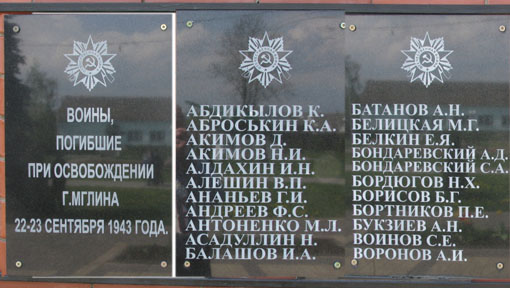 ВОИНЫ,
ПОГИБШИЕ
ПРИ ОСВОБОЖДЕНИИ
Г.МГЛИНА
22-23 СЕНТЯБРЯ 1943 ГОДА.
АБДИКЫЛОВ К.
АБРОСЬКИН К.А.
АКИМОВ Д.
АКИМОВ Н.И.
АЛДАХИН И.Н.
АЛЕШИН В.П.
АНАНЬЕВ Г.И.
АНДРЕЕВ Ф.С.
АНТОНЕНКО М.Л.
АСАДУЛЛИН Н.
БАЛАШОВ И.А.
БАТАНОВ А.Н.
БЕЛИЦКАЯ М.Г.
БЕЛКИН Е.Я.
БОНДАРЕВСКИЙ А.Д.
БОНДАРЕВСКИЙ С.А.
БОРДЮГОВ Н.Х.
БОРИСОВ Б.Г.
БОРТНИКОВ П.Е.
БУКЗИЕВ А.Н.
ВОИНОВ С.Е.
ВОРОНОВ А.И.